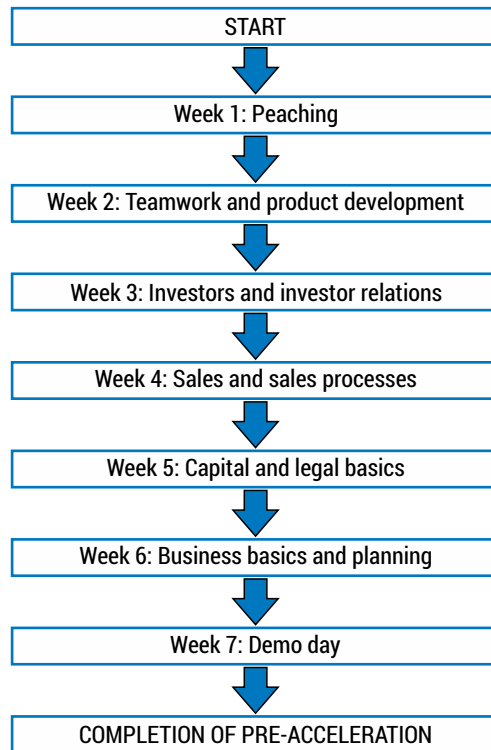 START
Week 1: Peaching
Week 2: Teamwork and product development
Week 3: Investors and investor relations
Week 4: Sales and sales processes
Week 5: Capital and legal basics
Week 6: Business basics and planning
Week 7: Demo day
COMPLETION OF PRE-ACCELERATION